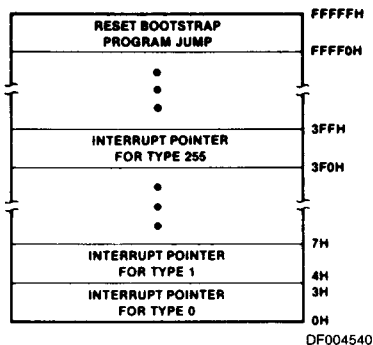 FFFFFH
RESET BOOTSTRAP
PROGRAM JUMP
FFFF0H
3FFH
INTERRUPT POINTER
FOR TYPE 255
3F0H
7H
INTERRUPT POINTER
FOR TYPE 1
4H
3H
INTERRUPT POINTER
FOR TYPE 0
0H
DF004540